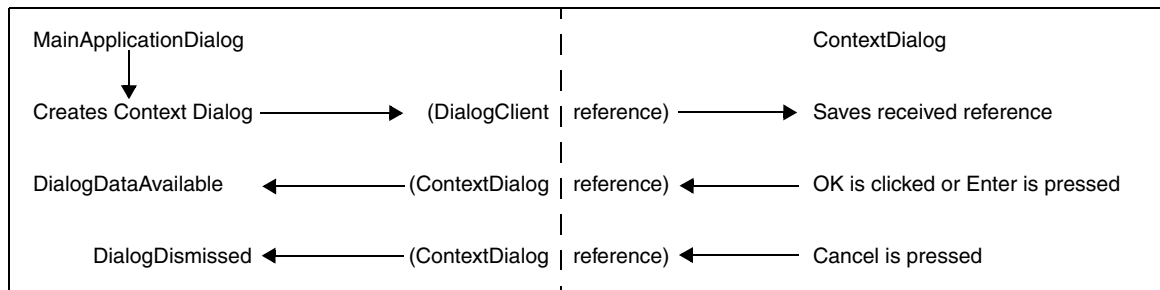 MainApplicationDialog ContextDialog
Creates Context Dialog (DialogClient reference) Saves received reference
DialogDataAvailable (ContextDialog reference) OK is clicked or Enter is pressed
DialogDismissed (ContextDialog reference) Cancel is pressed